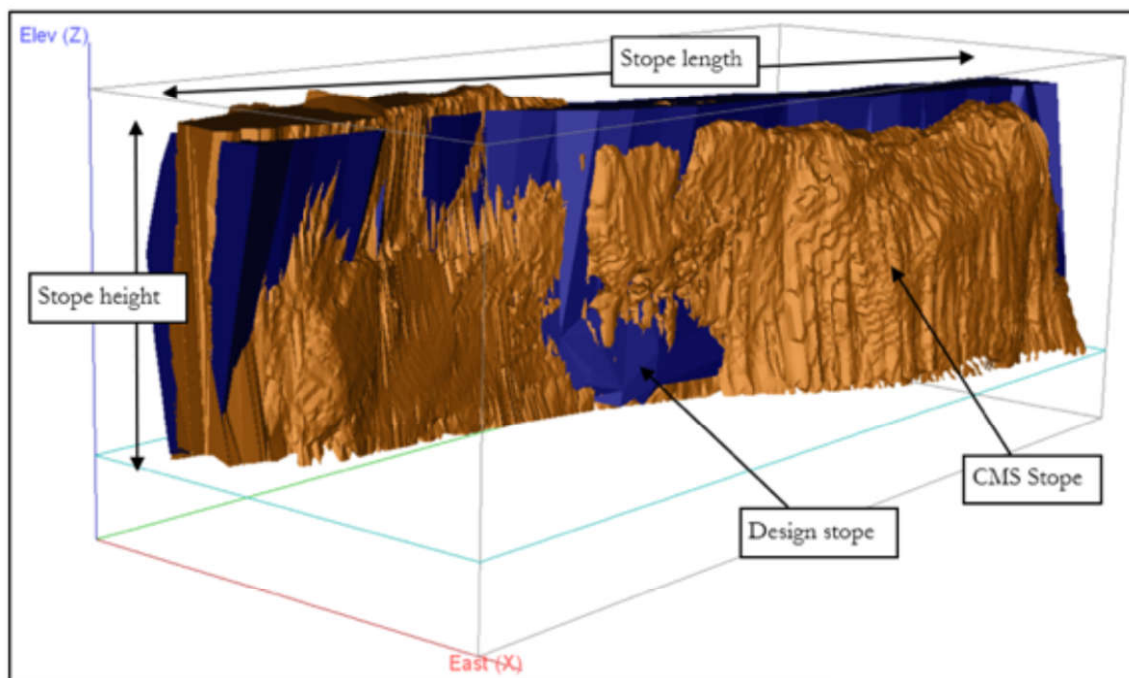 Elev (Z)
Stope length
Stope height
CMS Stope
Design stope
East (X)